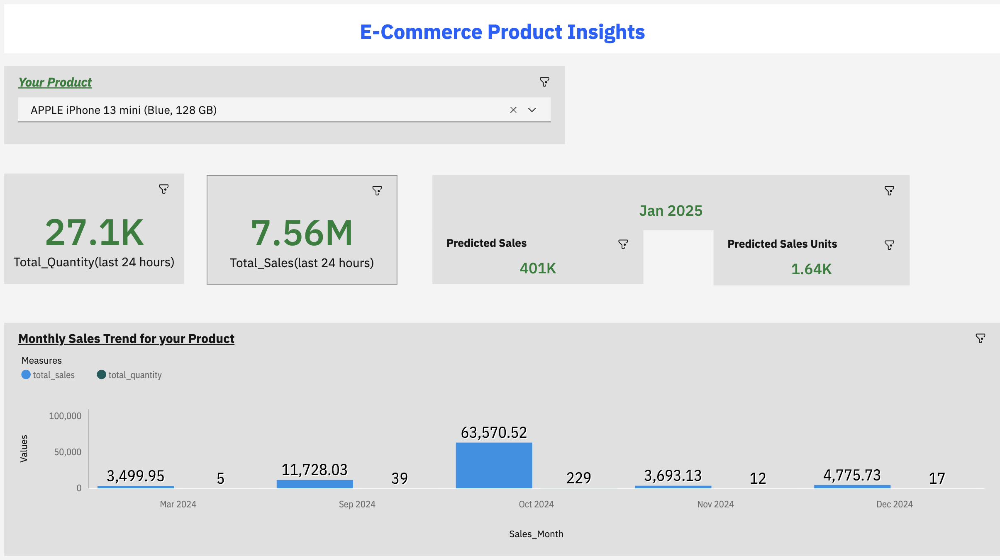 E-Commerce Product Insights
Your Product
APPLE iPhone 13 mini (Blue, 128 GB)
27.1K
Total_Quantity(last 24 hours)
7.56M
Total_Sales(last 24 hours)
Jan 2025
Predicted Sales
401K
Predicted Sales Units
1.64K
Monthly Sales Trend for your Product
Measures
total_sales total_quantity
Values
100,000
50,000
0
3,499.95 5 11,728.03 39 63,570.52 229 3,693.13 12 4,775.73 17
Mar 2024 Sep 2024 Oct 2024 Nov 2024 Dec 2024
Sales_Month